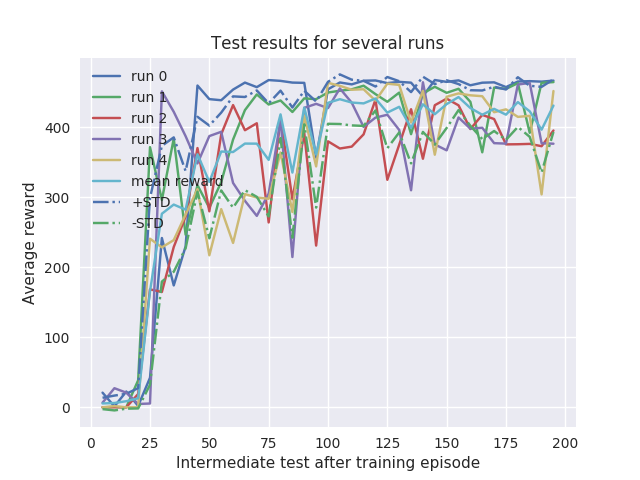 Test results for several runs
run 0
run 1
run 2
run 3
run 4
mean reward
+STD
-STD
400
300
200
100
0
Average reward
0 25 50 75 100 125 150 175 200
Intermediate test after training episode